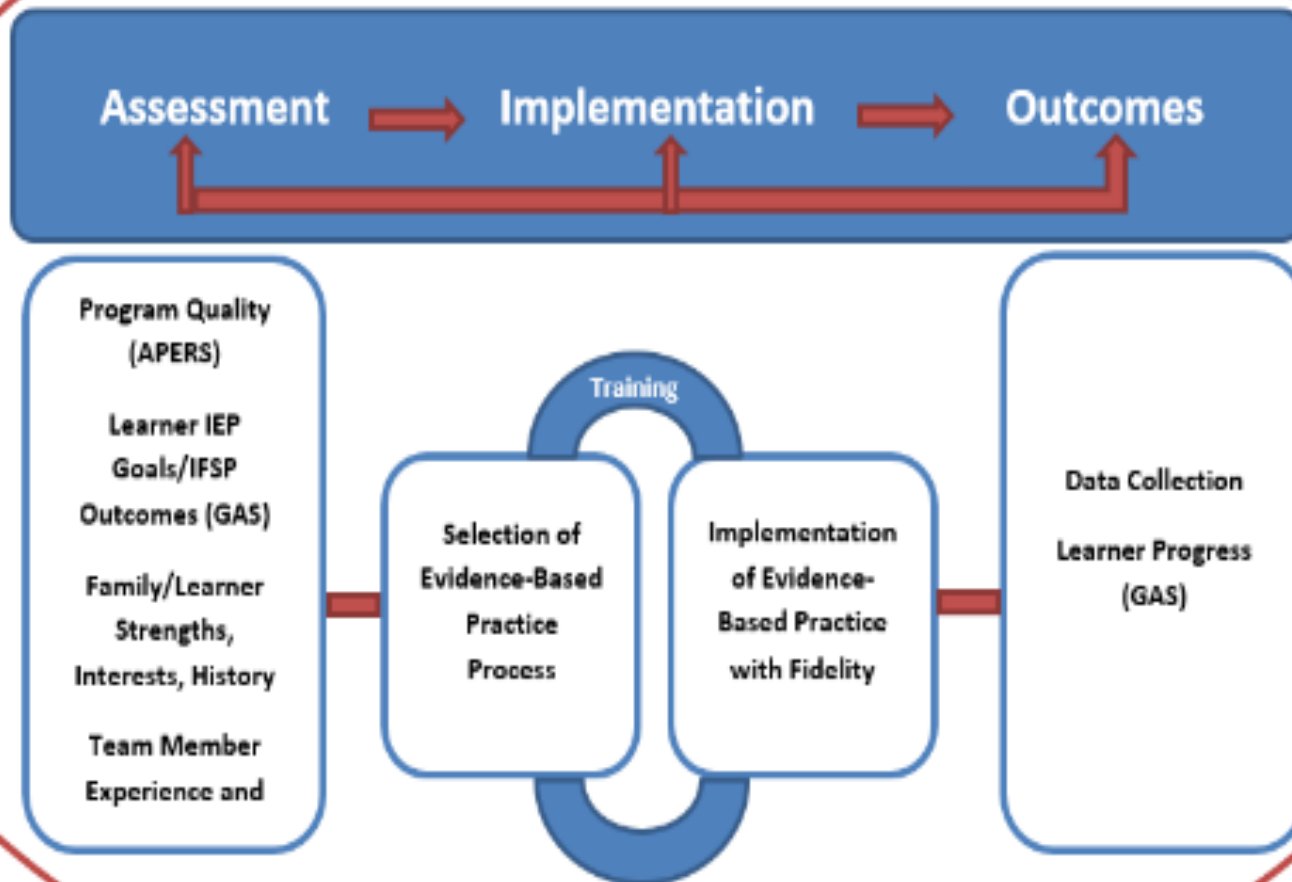 Assessment
Implementation
Outcomes
Program Quality
(APERS)
Learner IEP
Goals/IFSP
Outcomes (GAS)
Family/Learner
Strengths,
Interests, History
Team Member
Experience and
Training
Selection of
Evidence-Based
Practice
Process
Implementation
of Evidence-
Based Practice
with Fidelity
Data Collection
Learner Progress
(GAS)